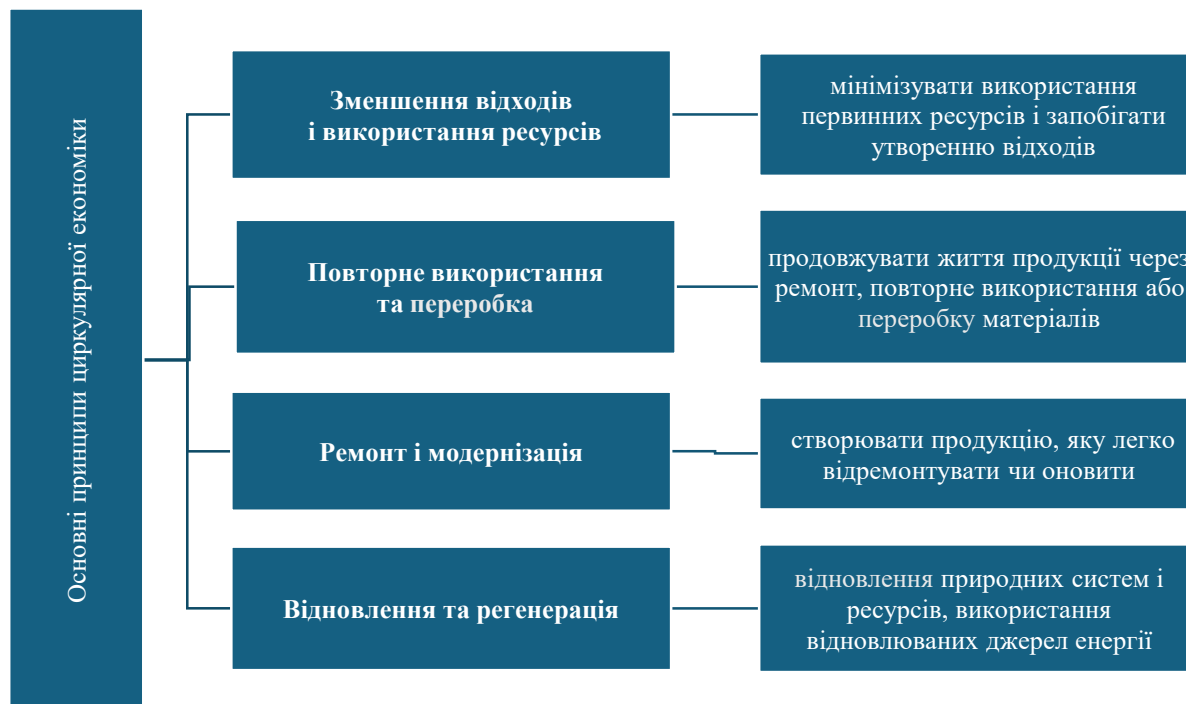 Основні принципи циркулярної економіки
Зменшення відходів
і використання ресурсів
мінімізувати використання
первинних ресурсів і запобігати
утворенню відходів
Повторне використання
та переробка
продовжувати життя продукції через
ремонт, повторне використання або
переробку матеріалів
Ремонт і модернізація
створювати продукцію, яку легко
відремонтувати чи оновити
Відновлення та регенерація
відновлення природних систем і
ресурсів, використання
відновлюваних джерел енергії